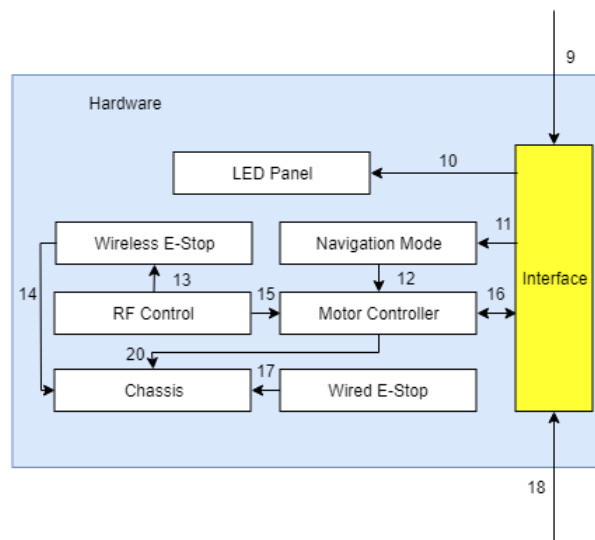 9
Hardware
LED Panel
10
Wireless E-Stop
Navigation Mode
11
Interface
14
13
12
RF Control
15
Motor Controller
16
20
17
Chassis
Wired E-Stop
18